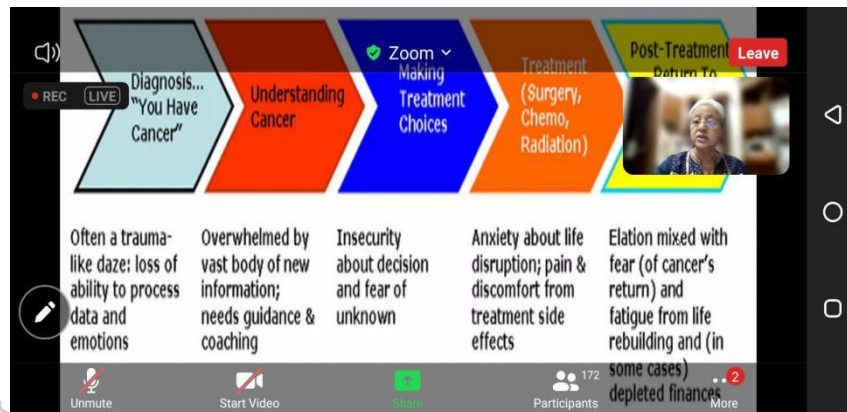 Zoom
Leave
REC LIVE
Diagnosis...
"You Have
Cancer"
Understanding
Cancer
Making
Treatment
Choices
Treatment
(Surgery,
Chemo,
Radiation)
Post-Treatment
Return To
Often a trauma-
like daze: loss of
ability to process
data and
emotions
Overwhelmed by
vast body of new
information;
needs guidance &
coaching
Insecurity
about decision
and fear of
unknown
Anxiety about life
disruption; pain &
discomfort from
treatment side
effects
Elation mixed with
fear (of cancer's
return) and
fatigue from life
rebuilding and (in
some cases)
depleted finances
Unmute
Start Video
Share
172
Participants
2
More